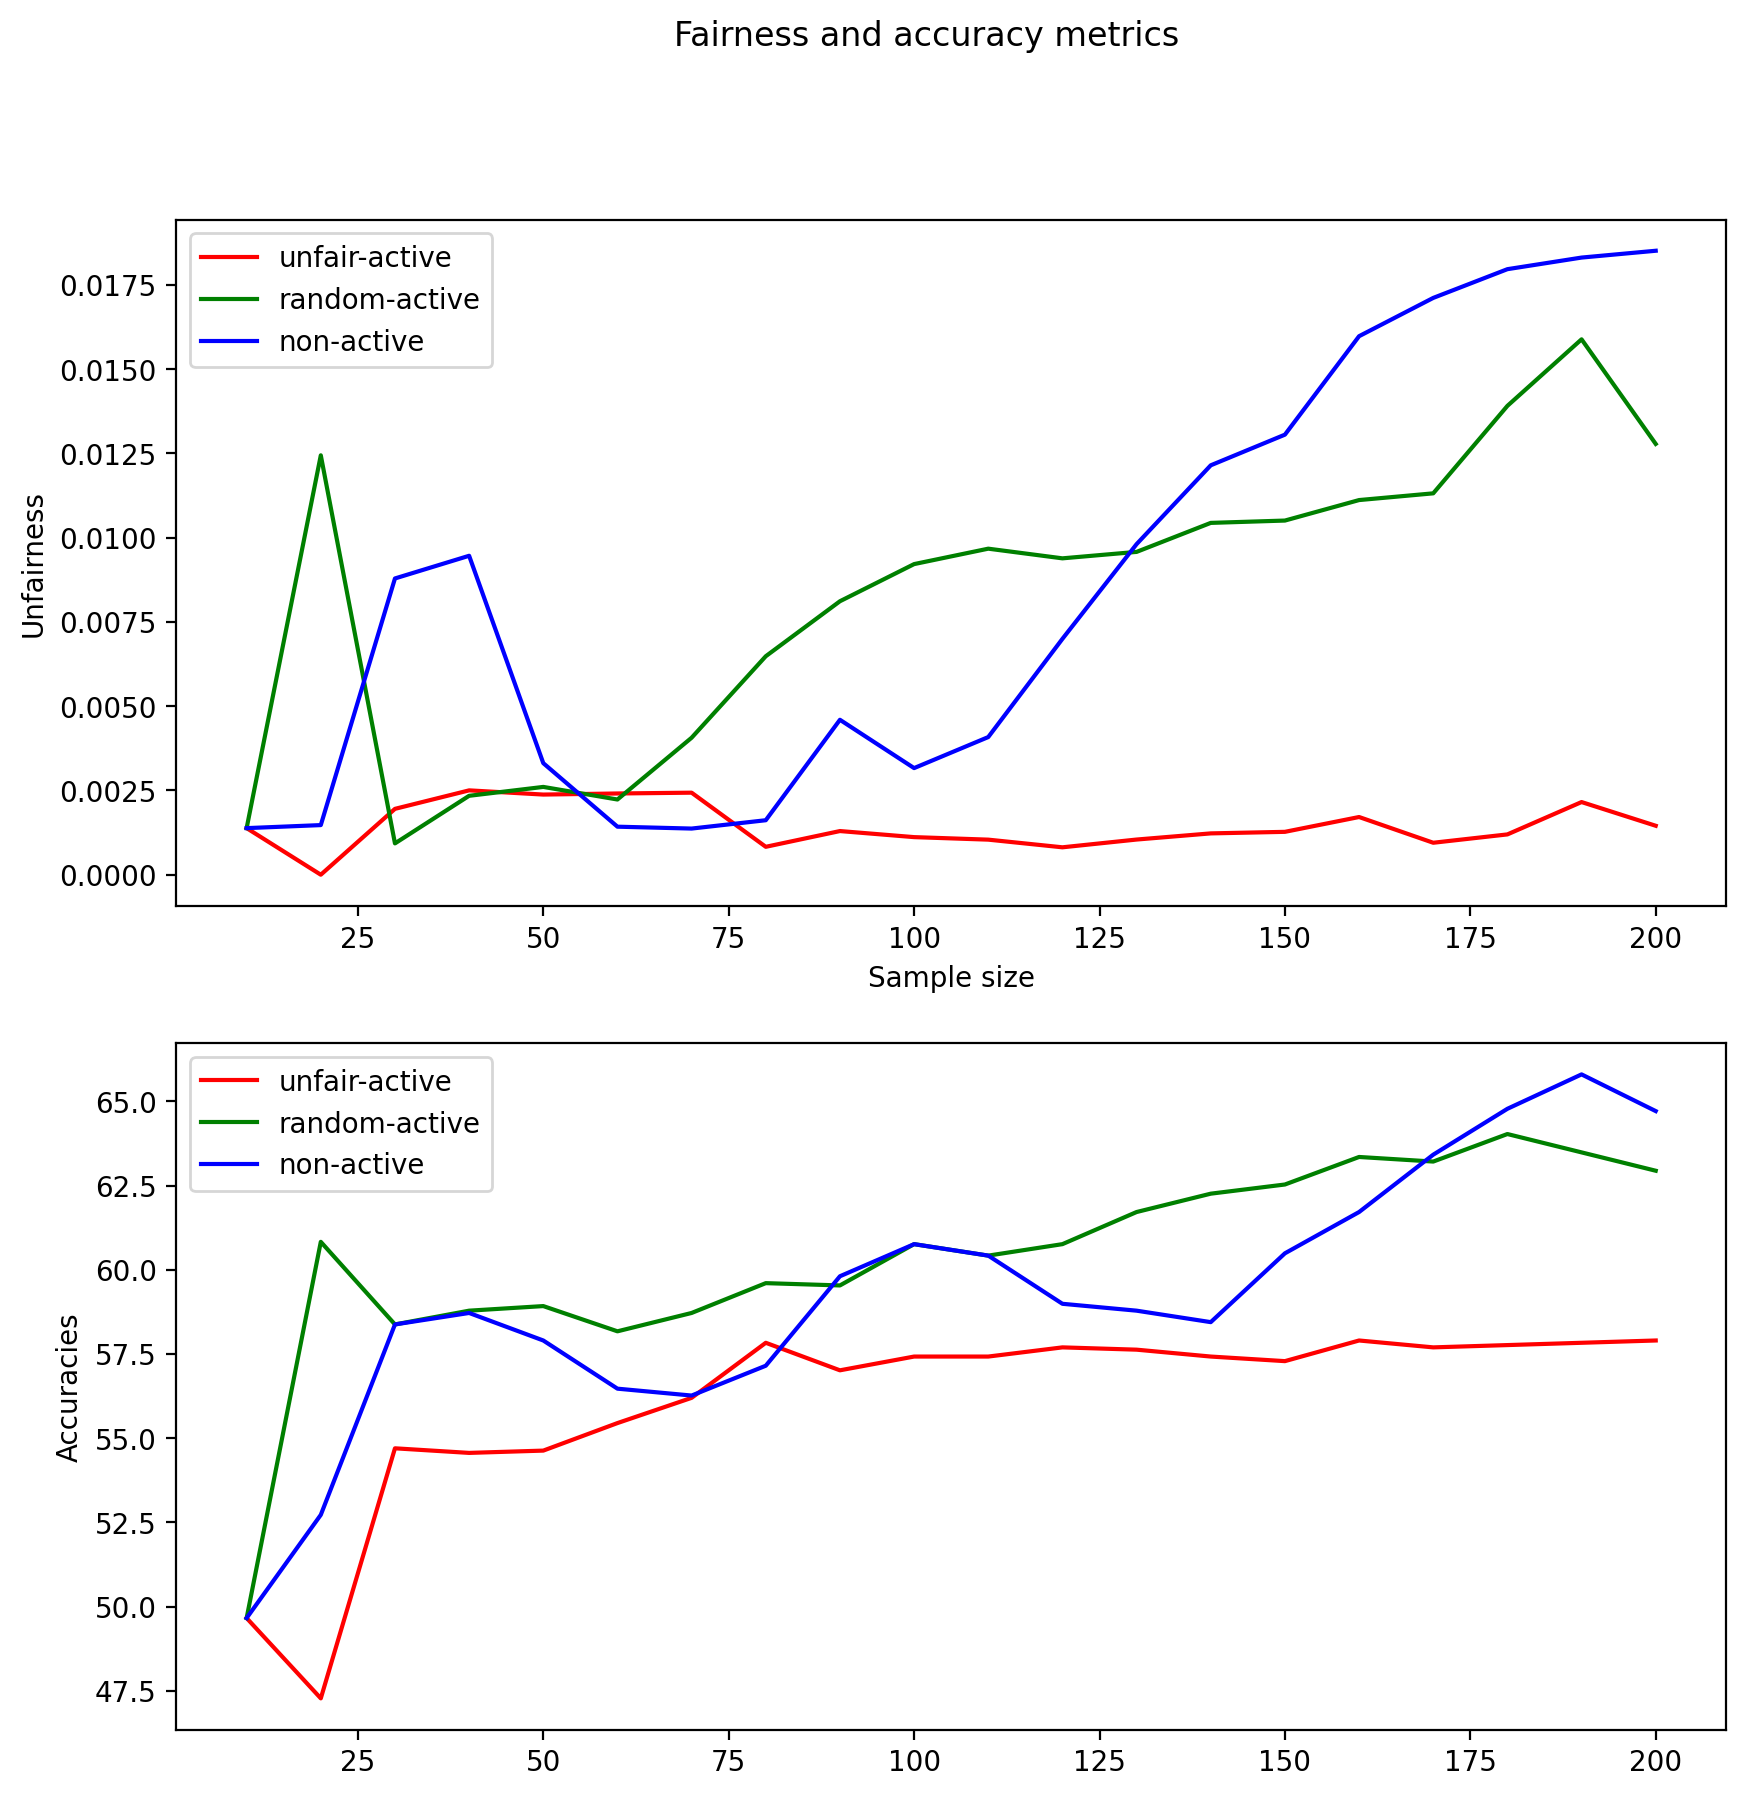 Fairness and accuracy metrics
unfair-active
random-active
non-active
0.0175
0.0150
0.0125
0.0100
0.0075
0.0050
0.0025
0.0000
Unfairness
25 50 75 100 125 150 175 200
Sample size
unfair-active
random-active
non-active
65.0
62.5
60.0
57.5
55.0
52.5
50.0
47.5
Accuracies
25 50 75 100 125 150 175 200